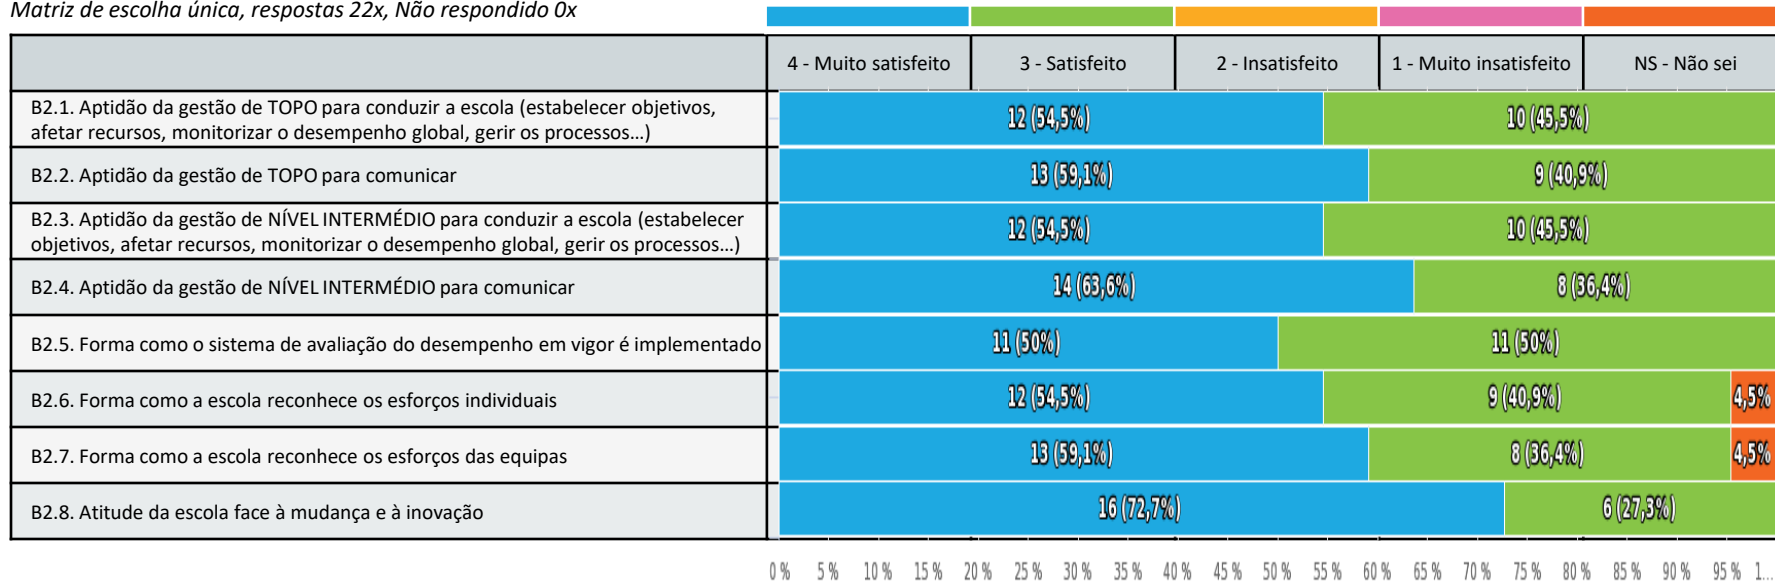 Matriz de escolha única, respostas 22x, Não respondido 0x
4 - Muito satisfeito 3 - Satisfeito 2 - Insatisfeito 1 - Muito insatisfeito NS - Não sei
B2.1. Aptidão da gestão de TOPO para conduzir a escola (estabelecer objetivos,
afetar recursos, monitorizar o desempenho global, gerir os processos…)
12 (54,5%) 10 (45,5%)
B2.2. Aptidão da gestão de TOPO para comunicar
13 (59,1%) 9 (40,9%)
B2.3. Aptidão da gestão de NÍVEL INTERMÉDIO para conduzir a escola (estabelecer
objetivos, afetar recursos, monitorizar o desempenho global, gerir os processos…)
12 (54,5%) 10 (45,5%)
B2.4. Aptidão da gestão de NÍVEL INTERMÉDIO para comunicar
14 (63,6%) 8 (36,4%)
B2.5. Forma como o sistema de avaliação do desempenho em vigor é implementado
11 (50%) 11 (50%)
B2.6. Forma como a escola reconhece os esforços individuais
12 (54,5%) 9 (40,9%) 4,5%
B2.7. Forma como a escola reconhece os esforços das equipas
13 (59,1%) 8 (36,4%) 4,5%
B2.8. Atitude da escola face à mudança e à inovação
16 (72,7%) 6 (27,3%)
0 % 5 % 10 % 15 % 20 % 25 % 30 % 35 % 40 % 45 % 50 % 55 % 60 % 65 % 70 % 75 % 80 % 85 % 90 % 95 % 1...